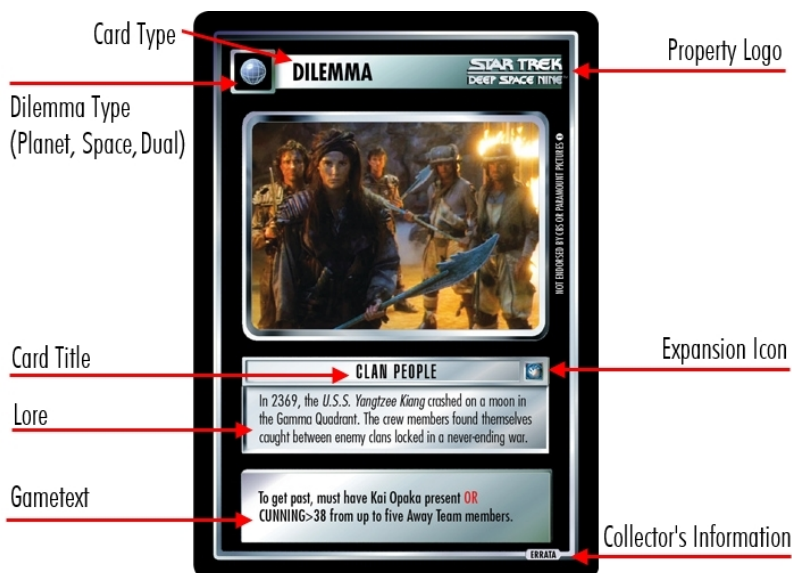 Card Type
DILEMMA
STAR TREK
DEEP SPACE NINE
Property Logo
Dilemma Type
(Planet, Space, Dual)
NOT ENDORSED BY CBS OR PARAMOUNT PICTURES
Card Title
CLAN PEOPLE
Expansion Icon
Lore
In 2369, the U.S.S. Yangtzee Kiang crashed on a moon in
the Gamma Quadrant. The crew members found themselves
caught between enemy clans locked in a never-ending war.
Gametext
To get past, must have Kai Opaka present OR
CUNNING>38 from up to five Away Team members.
Collector's Information
ERRATA